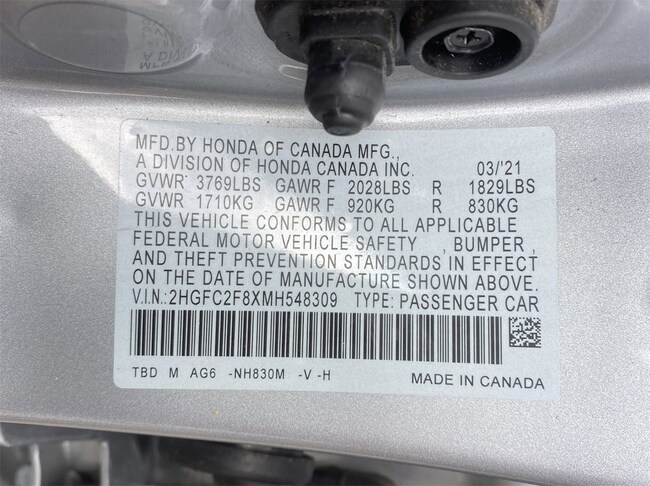 MFD.BY HONDA OF CANADA MFG.,
A DIVISION OF HONDA CANADA INC. 03/'21
GVWR 3769LBS GAWR F 2028LBS R 1829LBS
GVWR 1710KG GAWR F 920KG R 830KG
THIS VEHICLE CONFORMS TO ALL APPLICABLE
FEDERAL MOTOR VEHICLE SAFETY , BUMPER ,
AND THEFT PREVENTION STANDARDS IN EFFECT
ON THE DATE OF MANUFACTURE SHOWN ABOVE.
V.I.N.:2HGFC2F8XMH548309 TYPE: PASSENGER CAR
TBD M AG6 -NH830M -V -H MADE IN CANADA